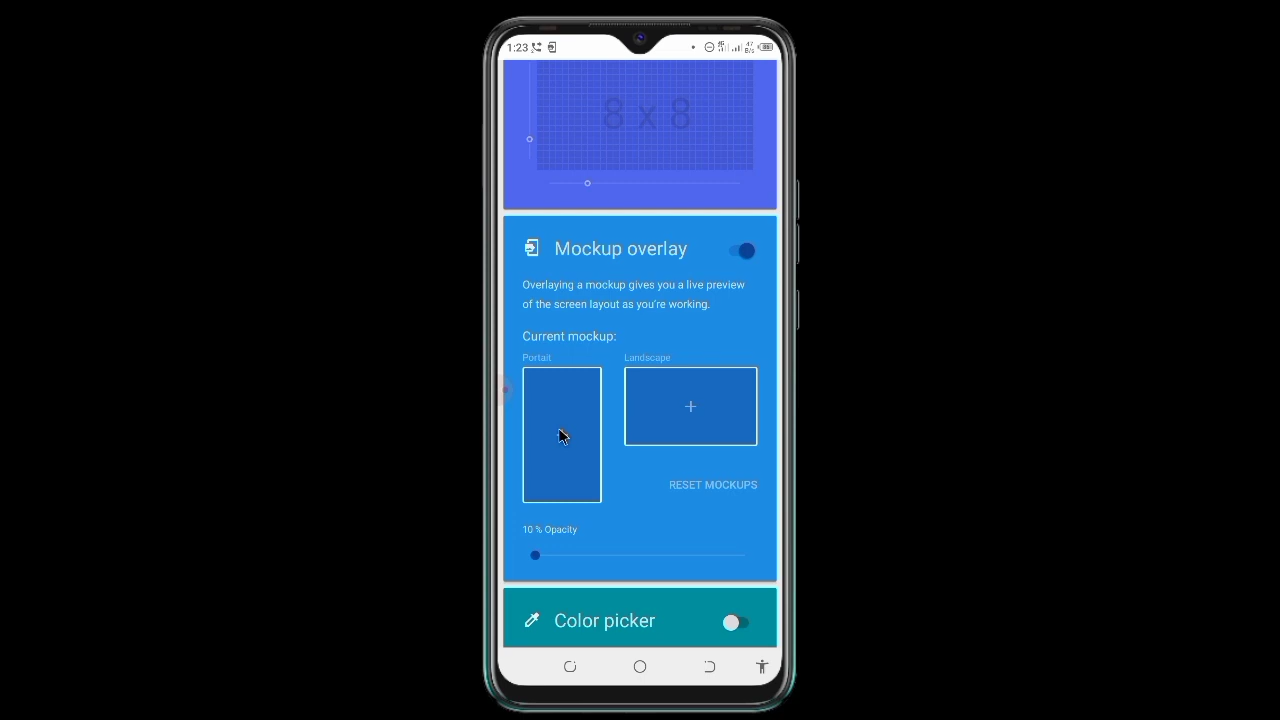 1:23
8 x 8
Mockup overlay
Overlaying a mockup gives you a live preview
of the screen layout as you're working.
Current mockup:
Portait
Landscape
RESET MOCKUPS
10 % Opacity
Color picker